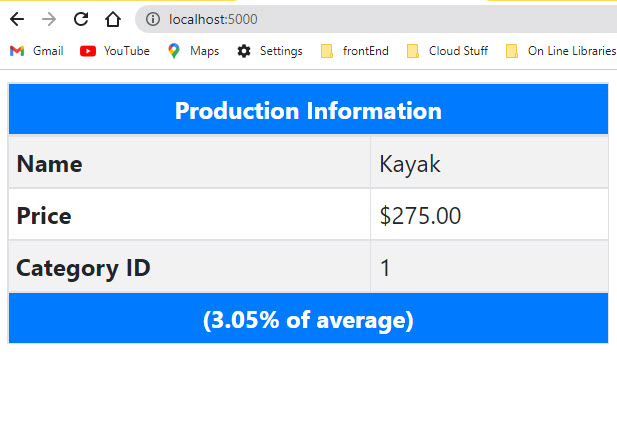 localhost:5000
Gmail YouTube Maps Settings frontEnd Cloud Stuff On Line Libraries
Production Information
Name Kayak
Price $275.00
Category ID 1
(3.05% of average)